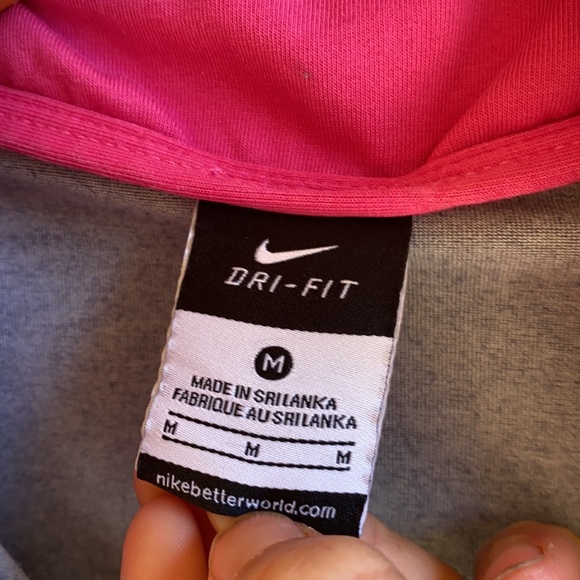 DRI-FIT
M
MADE IN SRI LANKA
FABRIQUE AU SRI LANKA
M M M
nikebetterworld.com